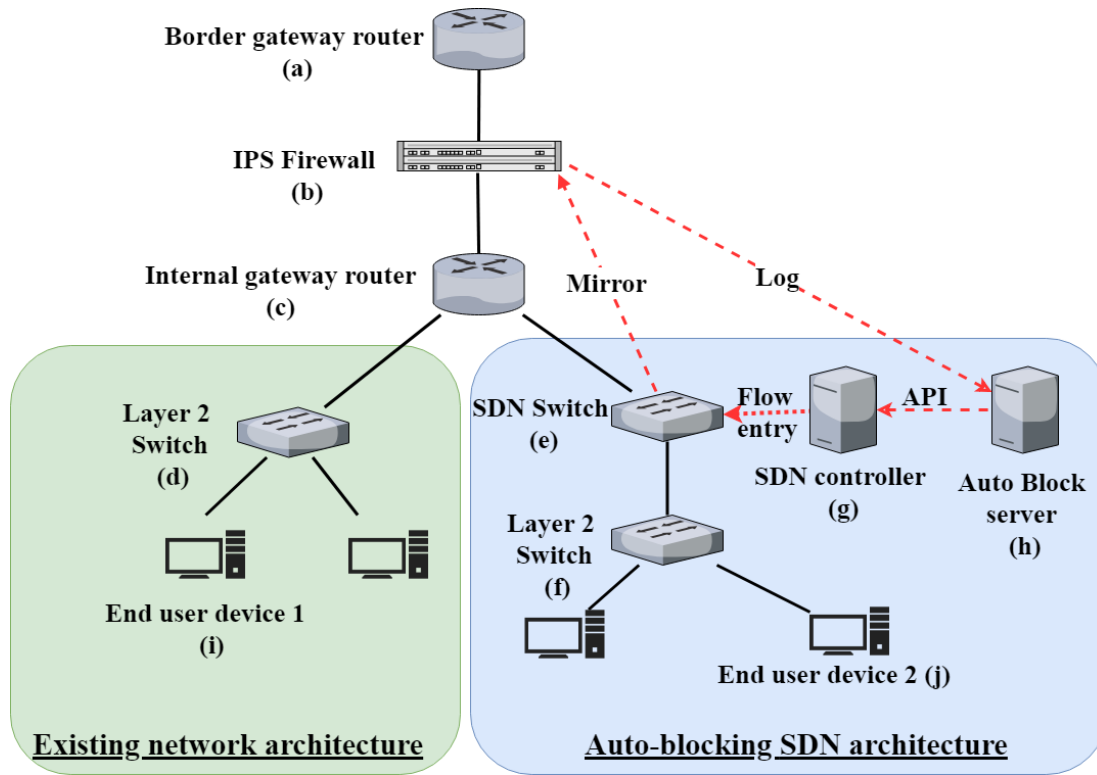 Border gateway router
(a)
IPS Firewall
(b)
Internal gateway router
(c)
Mirror
Log
Layer 2
Switch
(d)
End user device 1
(i)
Existing network architecture
SDN Switch
(e)
Flow
entry
API
SDN controller
(g)
Auto Block
server
(h)
Layer 2
Switch
(f)
End user device 2 (j)
Auto-blocking SDN architecture